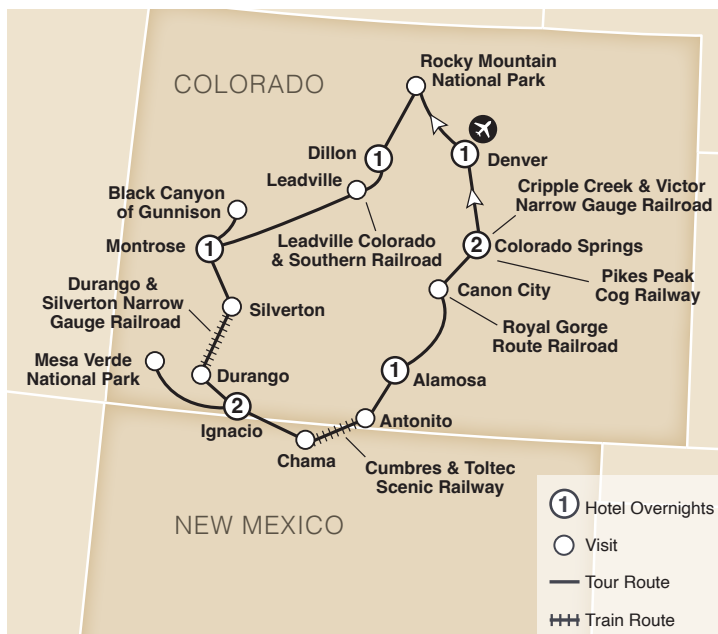 Rocky Mountain
National Park
COLORADO
Dillon
1
1
Denver
Leadville
Cripple Creek & Victor
Narrow Gauge Railroad
Black Canyon
of Gunnison
Montrose
1
Leadville Colorado
& Southern Railroad
2
Colorado Springs
Pikes Peak
Cog Railway
Durango &
Silverton Narrow
Gauge Railroad
Silverton
Canon City
Royal Gorge
Route Railroad
Mesa Verde
National Park
Durango
1
Alamosa
2
Ignacio
Antonito
Chama
Cumbres & Toltec
Scenic Railway
NEW MEXICO
1
Hotel Overnights
Visit
Tour Route
Train Route